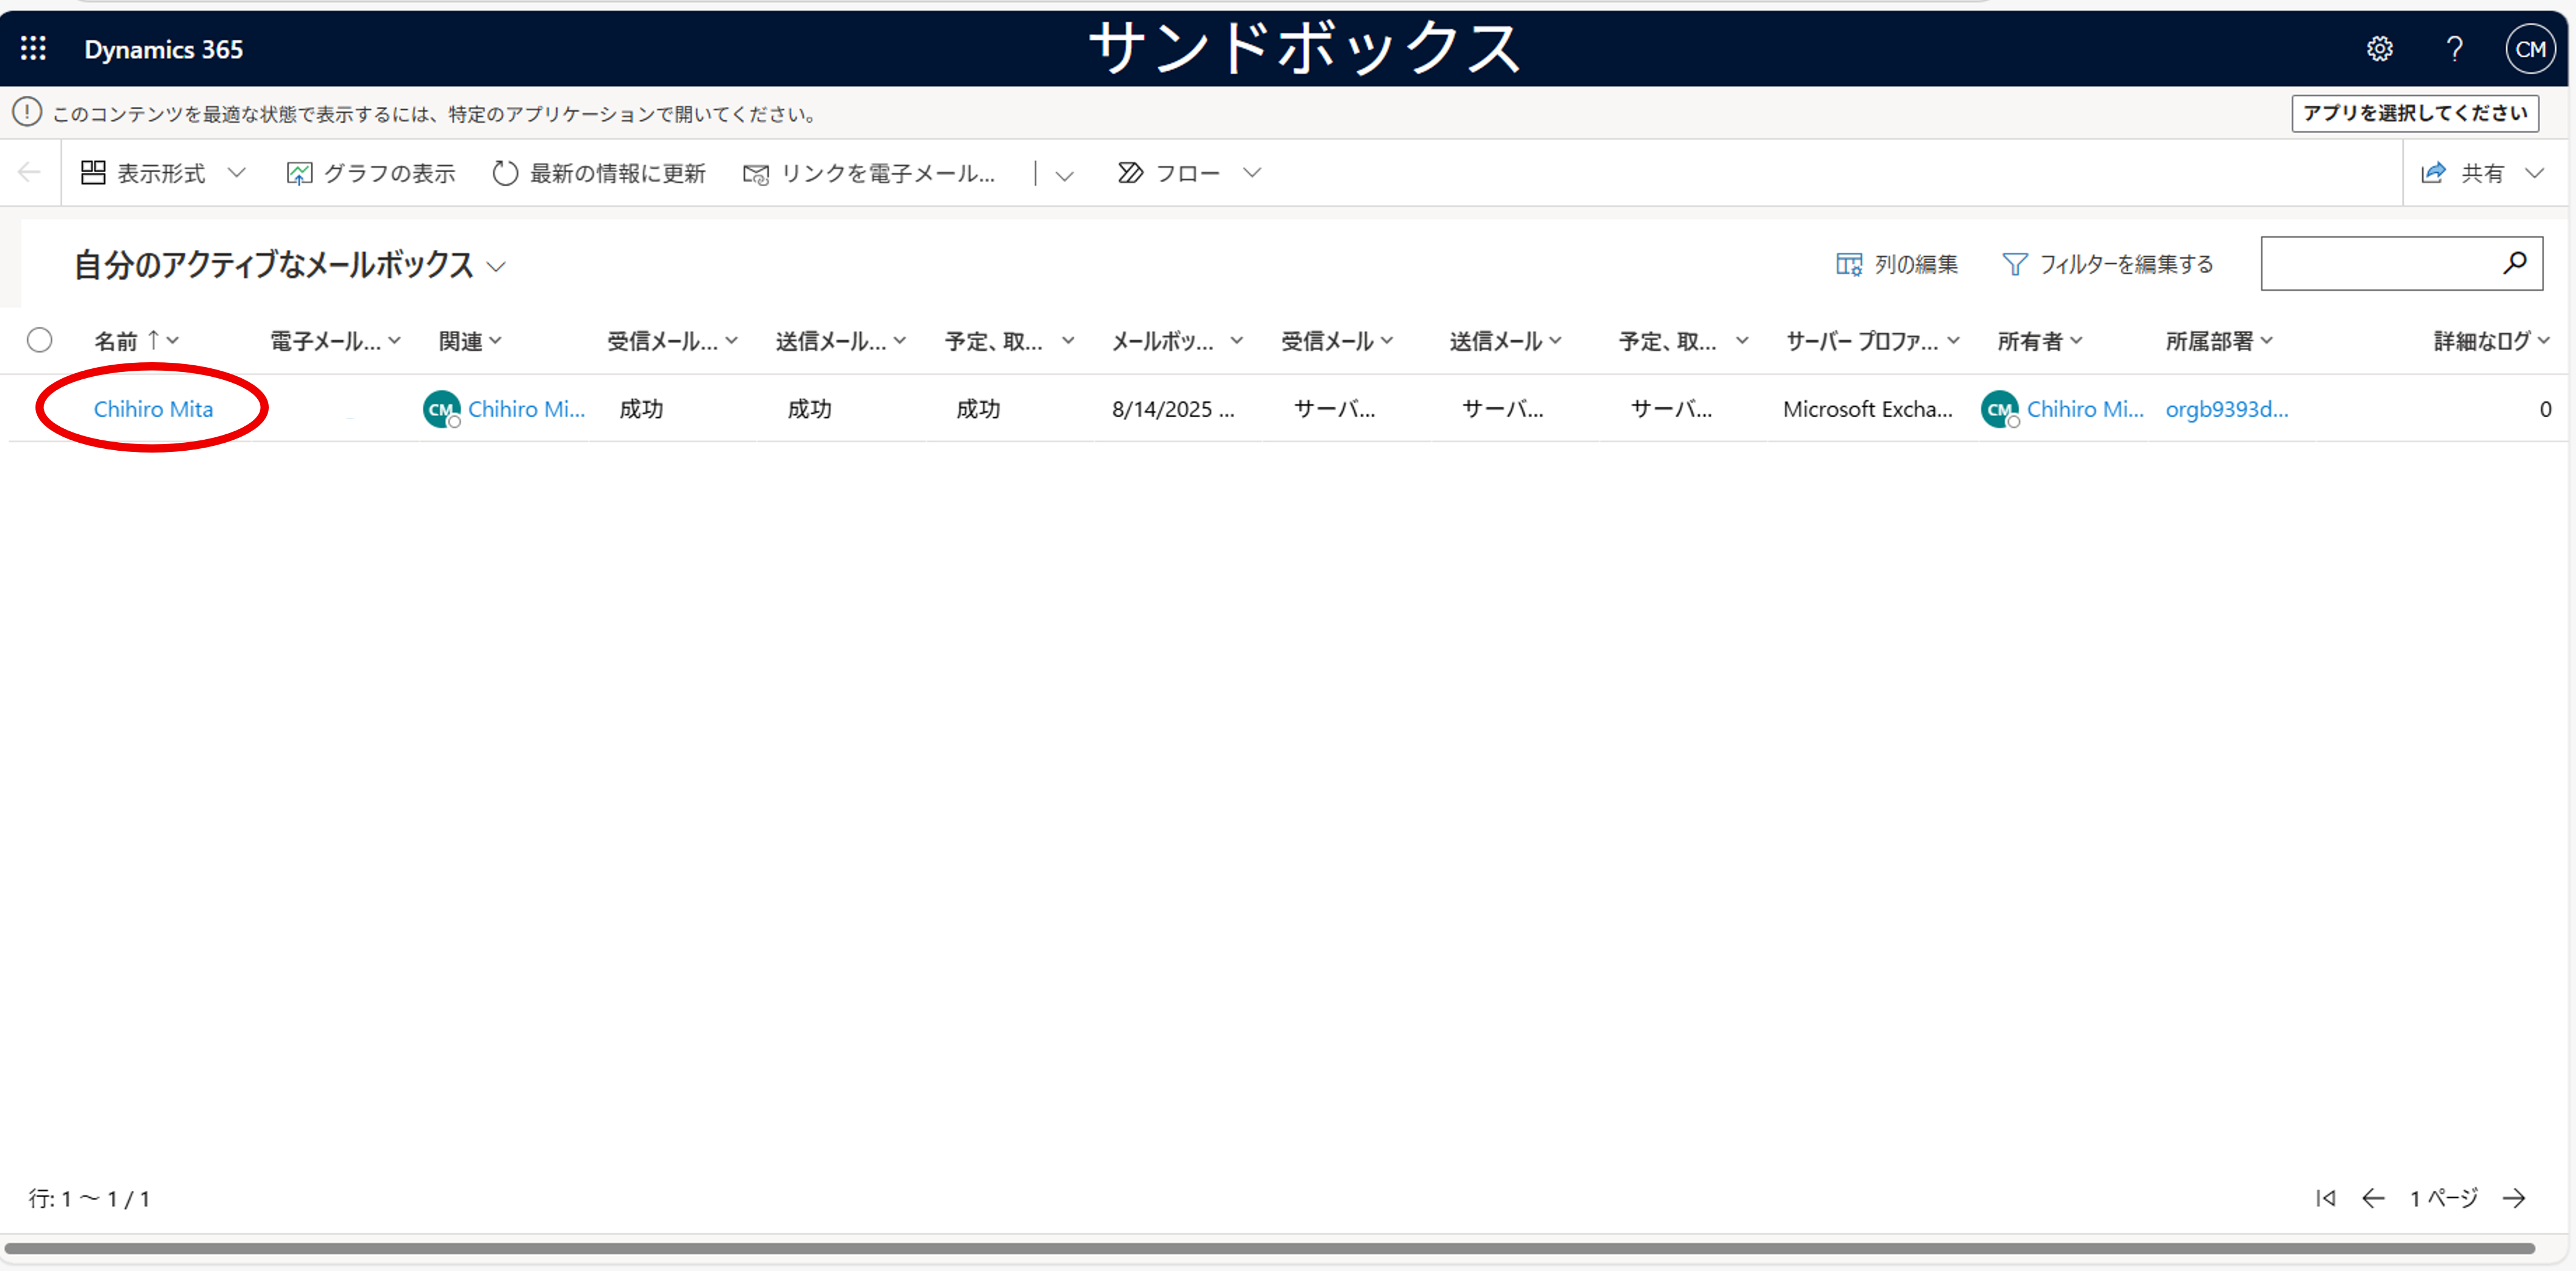 Dynamics 365
サンドボックス
CM
このコンテンツを最適な状態で表示するには、特定のアプリケーションで開いてください。
アプリを選択してください
表示形式 グラフの表示 最新の情報に更新 リンクを電子メール... フロー 共有
自分のアクティブなメールボックス
列の編集 フィルターを編集する
名前 ↑ 電子メール... 関連 受信メール... 送信メール... 予定、取... メールボッ... 受信メール 送信メール 予定、取... サーバー プロファ... 所有者 所属部署 詳細なログ
Chihiro Mita CM Chihiro Mi... 成功 成功 成功 8/14/2025 ... サーバ... サーバ... サーバ... Microsoft Excha... CM Chihiro Mi... orgb9393d... 0
行: 1 ～ 1 / 1
1 ページ